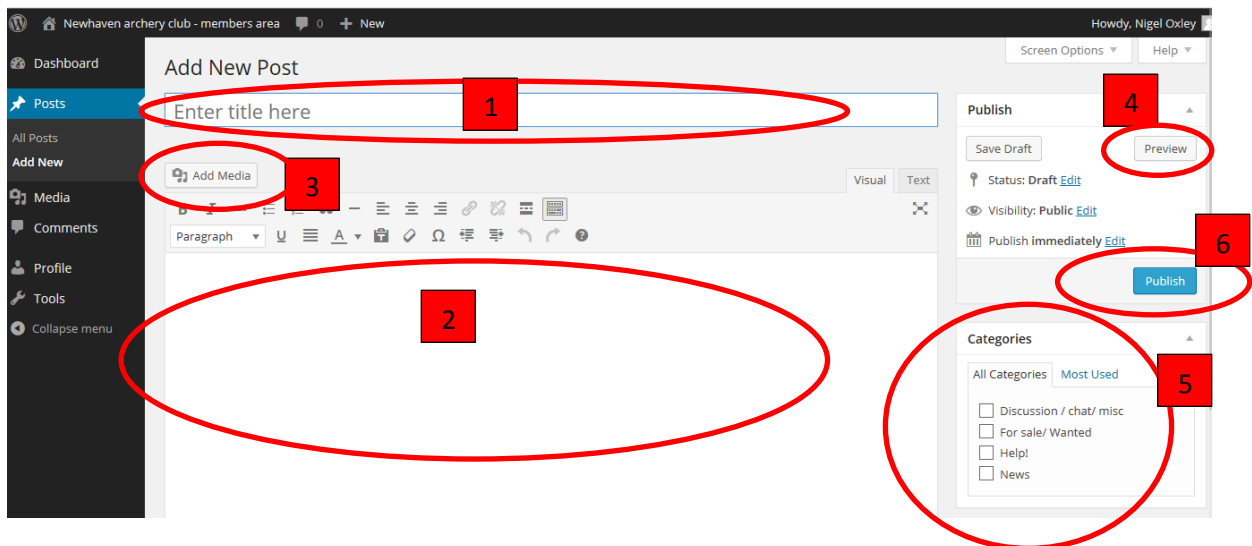 Newhaven archery club - members area 0 + New Howdy, Nigel Oxley
Screen Options Help
Dashboard
Add New Post
Posts
Enter title here
1
Publish
4
All Posts
Add New
Save Draft Preview
Add Media
3
Visual Text
Status: Draft Edit
Media
B I
Visibility: Public Edit
Comments
Paragraph U A Ω
Publish immediately Edit
6
Profile
Publish
Tools
2
Collapse menu
Categories
All Categories Most Used
5
Discussion / chat/ misc
For sale/ Wanted
Help!
News